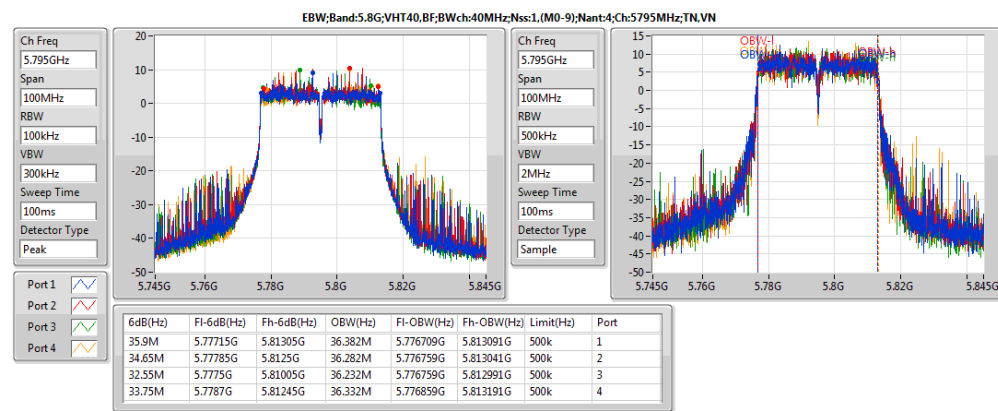 EBW;Band:5.8G;VHT40,BF;BWch:40MHz;Nss:1,(M0-9);Nant:4;Ch:5795MHz;TN,VN
Ch Freq
5.795GHz
Span
100MHz
RBW
100kHz
VBW
300kHz
Sweep Time
100ms
Detector Type
Peak
20
10
0
-10
-20
-30
-40
-50
5.745G 5.76G 5.78G 5.8G 5.82G 5.845G
Ch Freq
5.795GHz
Span
100MHz
RBW
500kHz
VBW
2MHz
Sweep Time
100ms
Detector Type
Sample
15
10
5
0
-5
-10
-15
-20
-25
-30
-35
-40
-45
-50
OBW-l
5.745G 5.76G 5.78G 5.8G 5.82G 5.845G
Port 1
Port 2
Port 3
Port 4
6dB(Hz) Fl-6dB(Hz) Fh-6dB(Hz) OBW(Hz) Fl-OBW(Hz) Fh-OBW(Hz) Limit(Hz) Port
35.9M 5.77715G 5.81305G 36.382M 5.776709G 5.813091G 500k 1
34.65M 5.77785G 5.8125G 36.282M 5.776759G 5.813041G 500k 2
32.55M 5.7775G 5.81005G 36.232M 5.776759G 5.812991G 500k 3
33.75M 5.7787G 5.81245G 36.332M 5.776859G 5.813191G 500k 4